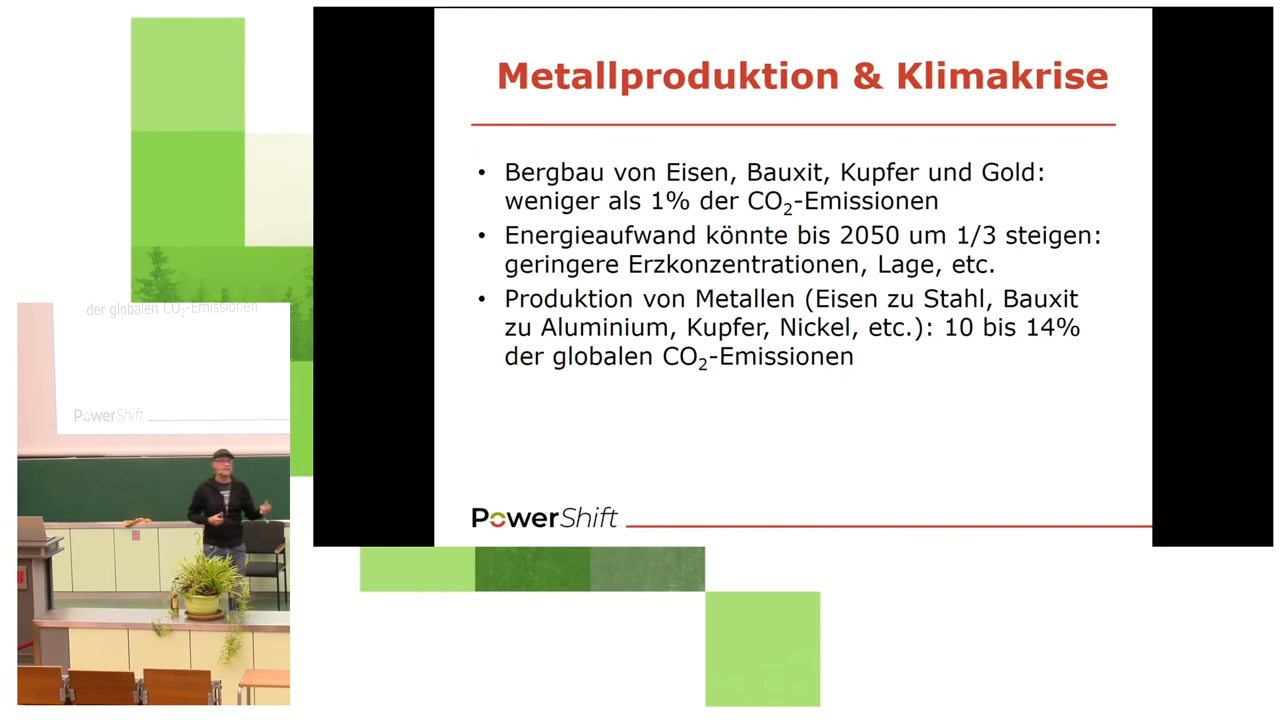 Metallproduktion & Klimakrise
• Bergbau von Eisen, Bauxit, Kupfer und Gold:
weniger als 1% der CO₂-Emissionen
• Energieaufwand könnte bis 2050 um 1/3 steigen:
geringere Erzkonzentrationen, Lage, etc.
• Produktion von Metallen (Eisen zu Stahl, Bauxit
zu Aluminium, Kupfer, Nickel, etc.): 10 bis 14%
der globalen CO₂-Emissionen
PowerShift
der globalen CO₂-Emissionen
PowerShift